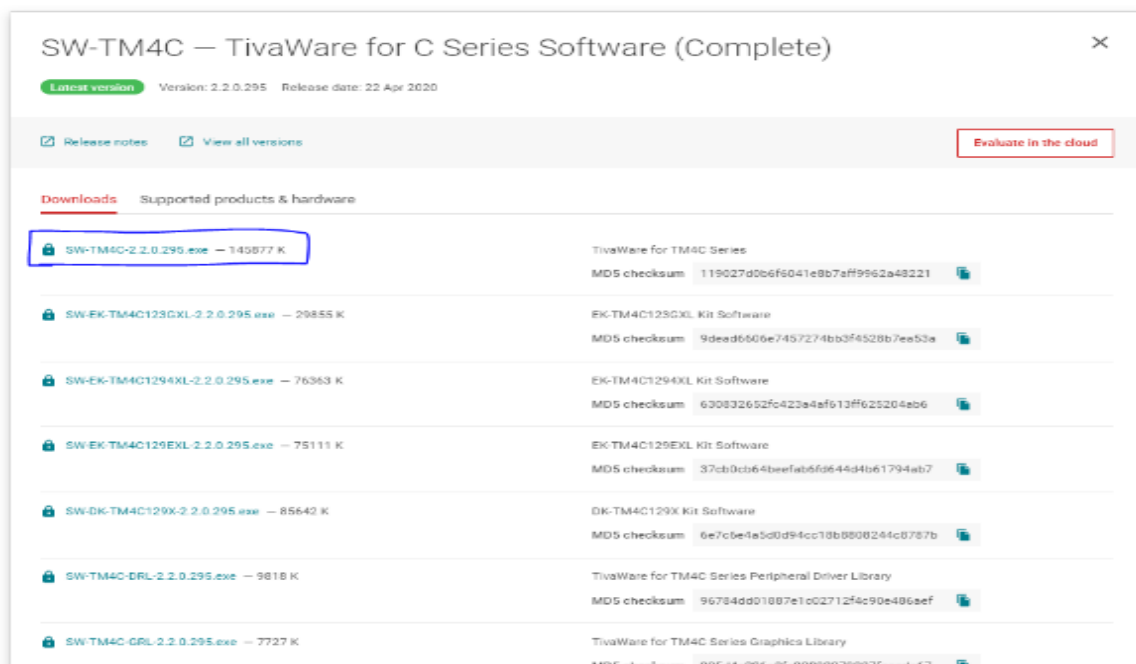 SW-TM4C — TivaWare for C Series Software (Complete)
Latest version Version: 2.2.0.295 Release date: 22 Apr 2020
Release notes View all versions Evaluate in the cloud
Downloads Supported products & hardware
SW-TM4C-2.2.0.295.exe — 145877 K TivaWare for TM4C Series
MD5 checksum 119027d0b6f6041e8b7aff9962a48221
SW-EK-TM4C123GXL-2.2.0.295.exe — 29855 K EK-TM4C123GXL Kit Software
MD5 checksum 9dead6606e7457274bb3f4528b7ea53a
SW-EK-TM4C1294XL-2.2.0.295.exe — 76363 K EK-TM4C1294XL Kit Software
MD5 checksum 630832652fc423a4af613ff625204ab6
SW-EK-TM4C129EXL-2.2.0.295.exe — 75111 K EK-TM4C129EXL Kit Software
MD5 checksum 37cb0cb64beefab6fd644d4b61794ab7
SW-DK-TM4C129X-2.2.0.295.exe — 85642 K DK-TM4C129X Kit Software
MD5 checksum 6e7c6e4a5d0d94cc18b8808244c8787b
SW-TM4C-DRL-2.2.0.295.exe — 9818 K TivaWare for TM4C Series Peripheral Driver Library
MD5 checksum 96784dd01887e1c02712f4c90e486aef
SW-TM4C-GRL-2.2.0.295.exe — 7727 K TivaWare for TM4C Series Graphics Library
MD5 checksum